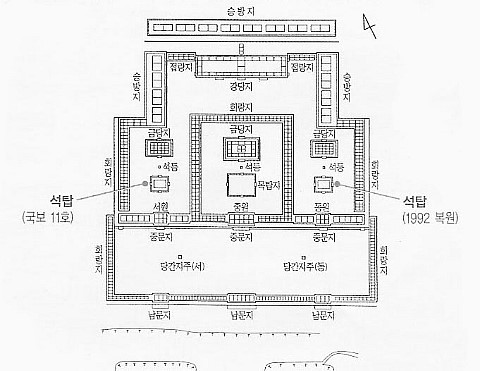 승방지
접랑지
접랑지
강당지
승방지
승방지
회랑지
금당지
금당지
금당지
석등
석등
석등
회랑지
회랑지
석탑
(국보 11호)
목탑지
석탑
(1992 복원)
서원
중원
동원
중문지
중문지
중문지
회랑지
회랑지
당간지주(서)
당간지주(동)
남문지
남문지
남문지